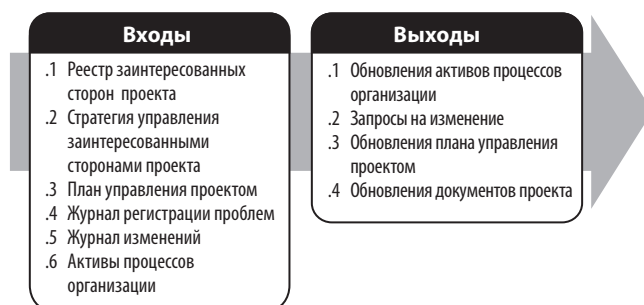 Входы
.1 Реестр заинтересованных
сторон проекта
.2 Стратегия управления
заинтересованными
сторонами проекта
.3 План управления проектом
.4 Журнал регистрации проблем
.5 Журнал изменений
.6 Активы процессов
организации
Выходы
.1 Обновления активов процессов
организации
.2 Запросы на изменение
.3 Обновления плана управления
проектом
.4 Обновления документов проекта